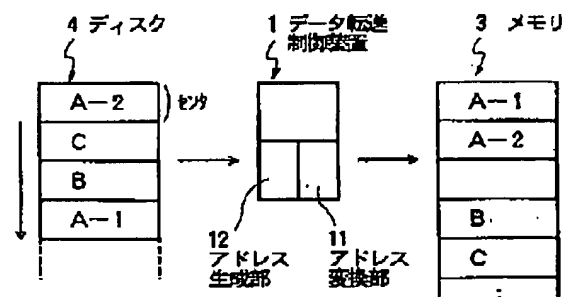 4 ディスク
1 データ転送
制御装置
3 メモリ
A-2
C
B
A-1
セクタ
A-1
A-2
B
C
12
アドレス
生成部
11
アドレス
変換部